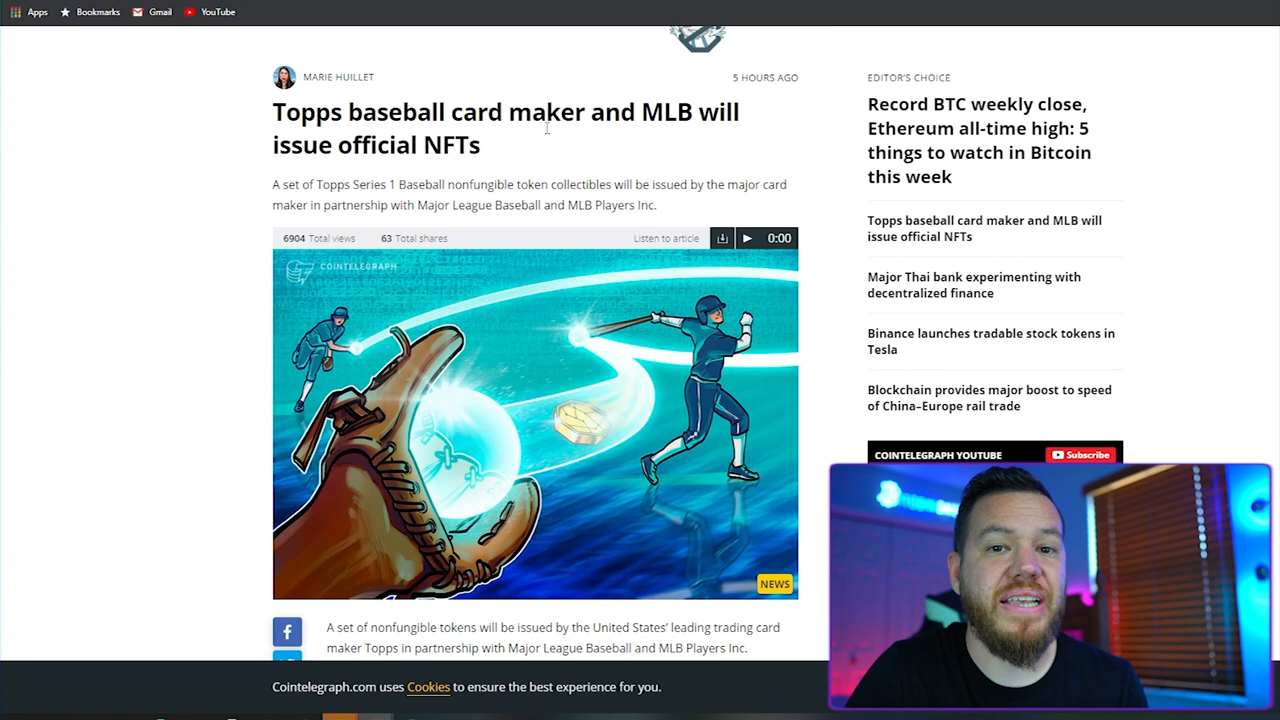 Apps Bookmarks Gmail YouTube
MARIE HUILLET
5 HOURS AGO
Topps baseball card maker and MLB will
issue official NFTs
A set of Topps Series 1 Baseball nonfungible token collectibles will be issued by the major card
maker in partnership with Major League Baseball and MLB Players Inc.
6904 Total views 63 Total shares Listen to article 0:00
COINTELEGRAPH
NEWS
A set of nonfungible tokens will be issued by the United States’ leading trading card
maker Topps in partnership with Major League Baseball and MLB Players Inc.
EDITOR'S CHOICE
Record BTC weekly close,
Ethereum all-time high: 5
things to watch in Bitcoin
this week
Topps baseball card maker and MLB will
issue official NFTs
Major Thai bank experimenting with
decentralized finance
Binance launches tradable stock tokens in
Tesla
Blockchain provides major boost to speed
of China–Europe rail trade
COINTELEGRAPH YOUTUBE Subscribe
Cointelegraph.com uses Cookies to ensure the best experience for you.